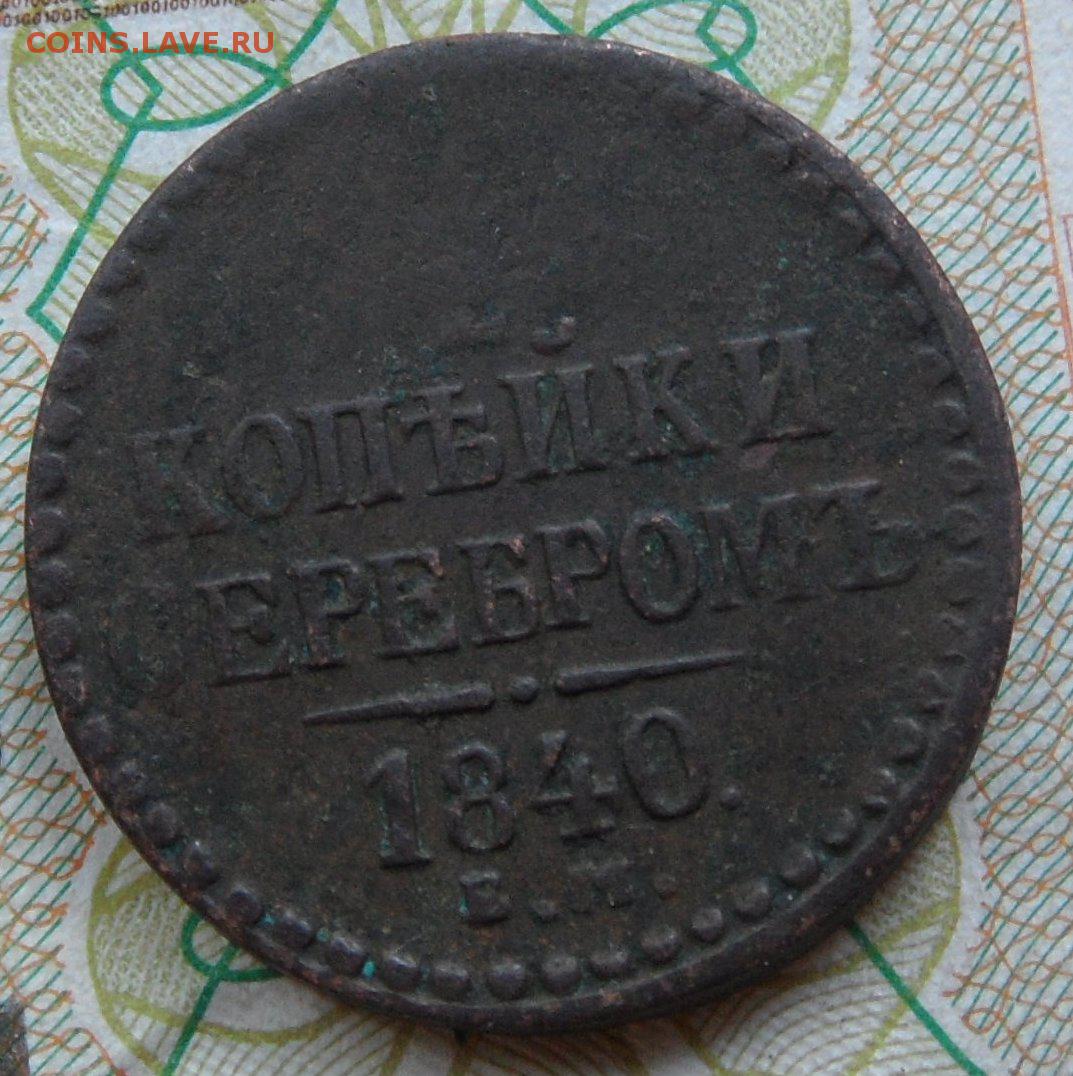 COINS.LAVE.RU
КОПѢЙКИ
ЕРЕБРОМЪ
1840.
Е.М.